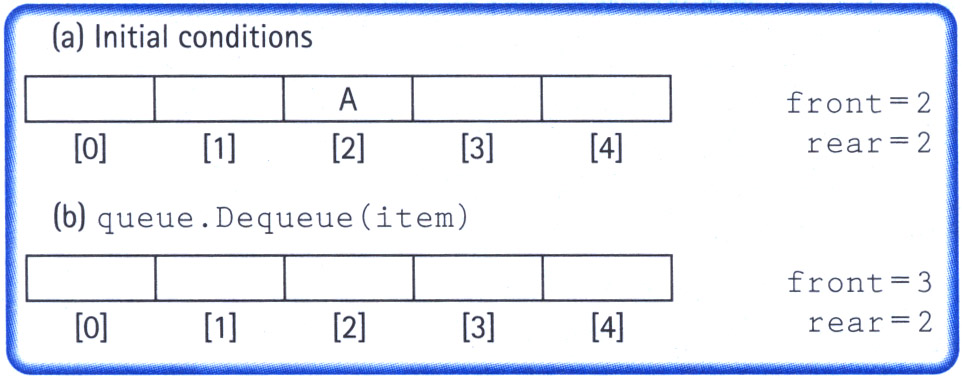 (a) Initial conditions
A
[0] [1] [2] [3] [4]
front=2
rear=2
(b) queue.Dequeue(item)
[0] [1] [2] [3] [4]
front=3
rear=2